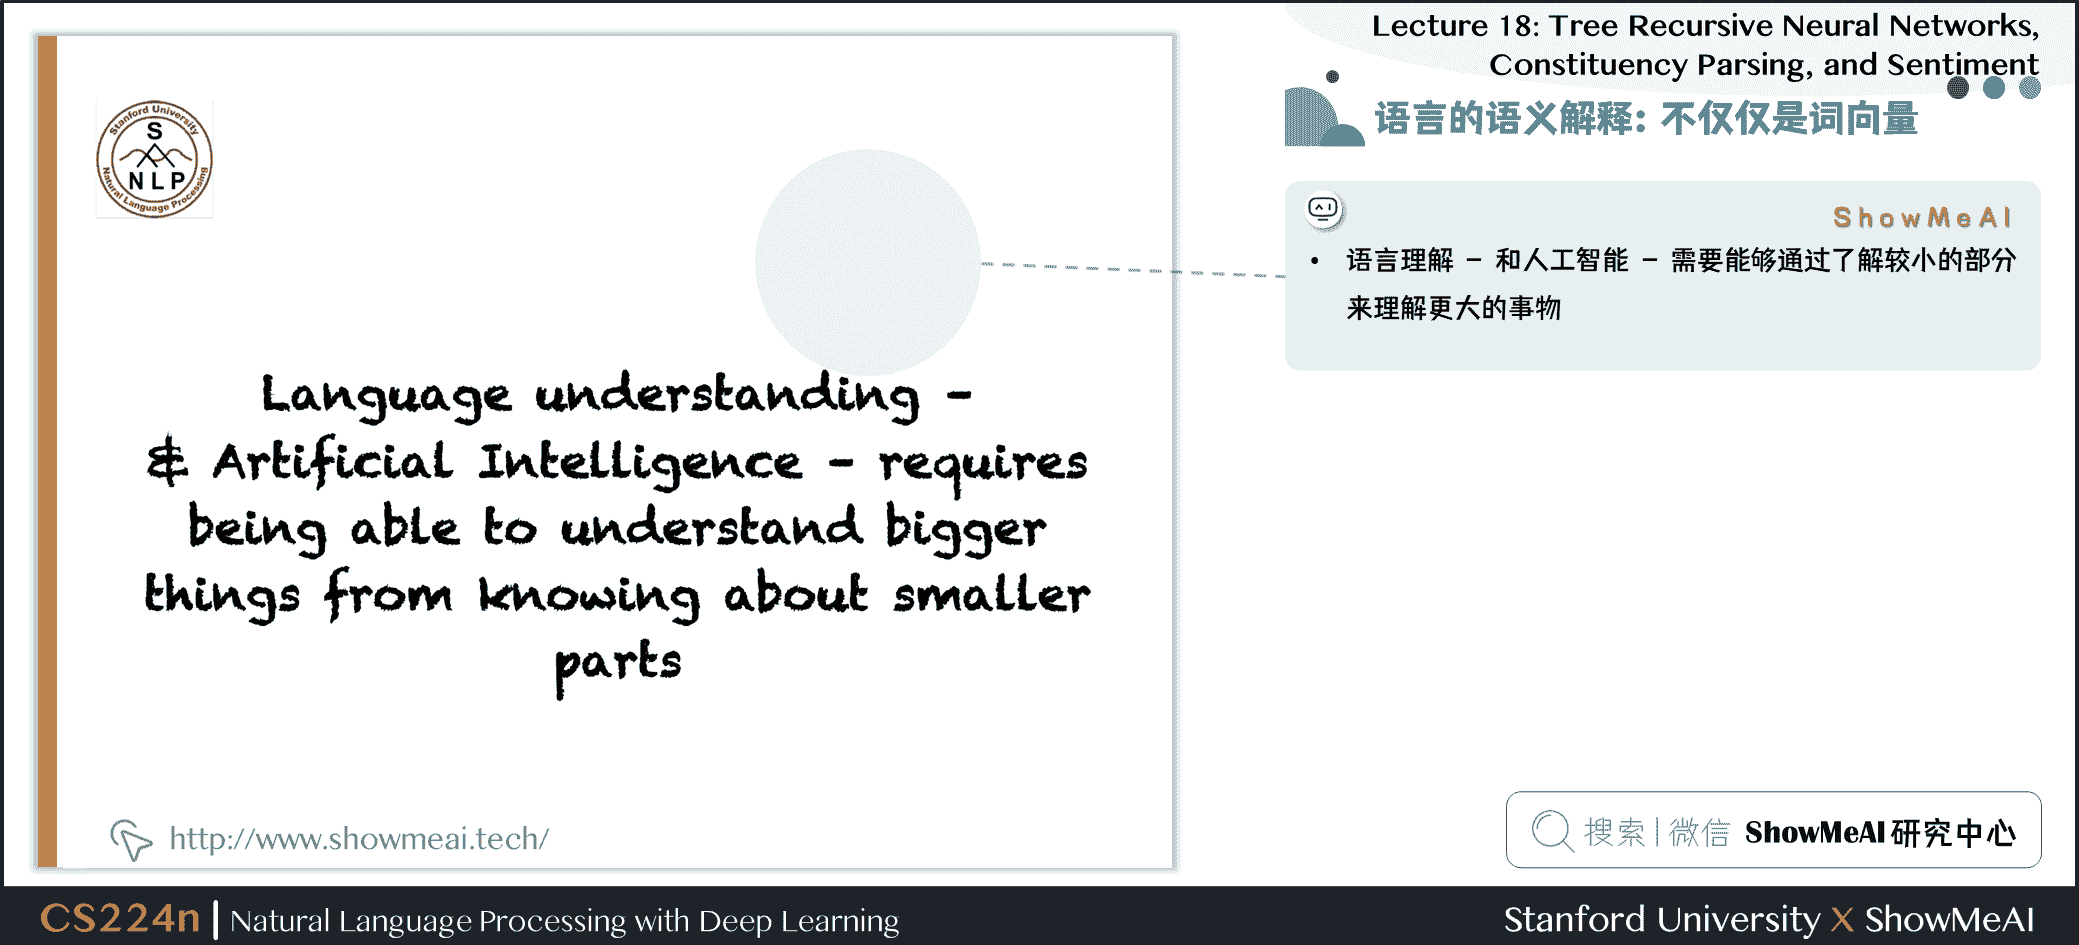 Lecture 18: Tree Recursive Neural Networks,
Constituency Parsing, and Sentiment
语言的语义解释: 不仅仅是词向量
Stanford University
S
N L P
Natural Language Processing
ShowMeAI
• 语言理解 – 和人工智能 – 需要能够通过了解较小的部分
来理解更大的事物
Language understanding –
& Artificial Intelligence – requires
being able to understand bigger
things from knowing about smaller
parts
http://www.showmeai.tech/
搜索|微信 ShowMeAI研究中心
CS224n | Natural Language Processing with Deep Learning
Stanford University X ShowMeAI